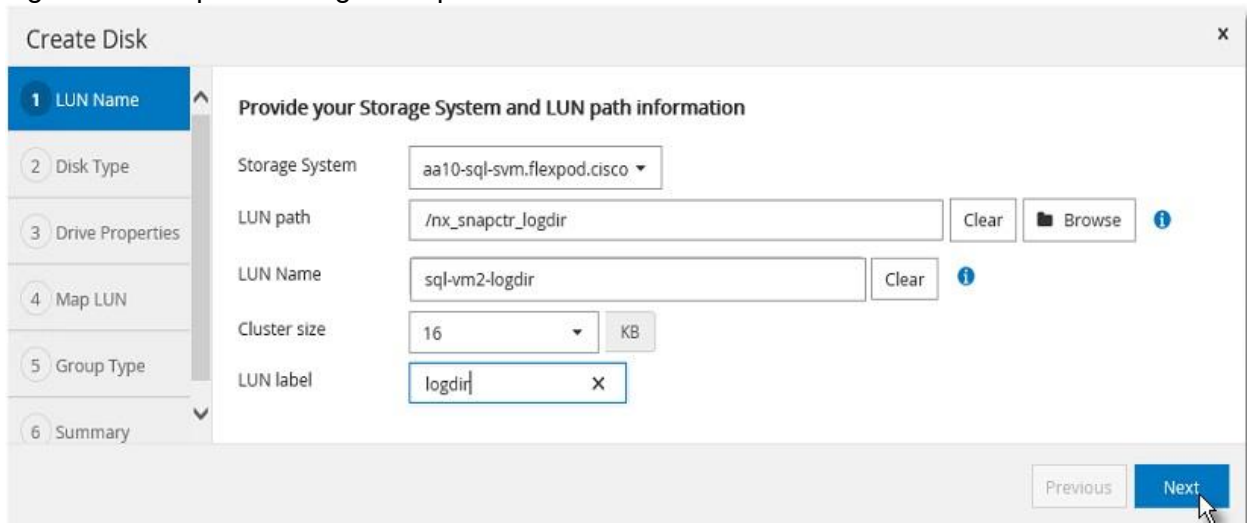 Create Disk x
1 LUN Name
2 Disk Type
3 Drive Properties
4 Map LUN
5 Group Type
6 Summary
Provide your Storage System and LUN path information
Storage System aa10-sql-svm.flexpod.cisco
LUN path /nx_snapctr_logdir Clear Browse i
LUN Name sql-vm2-logdir Clear i
Cluster size 16 KB
LUN label logdir x
Previous Next